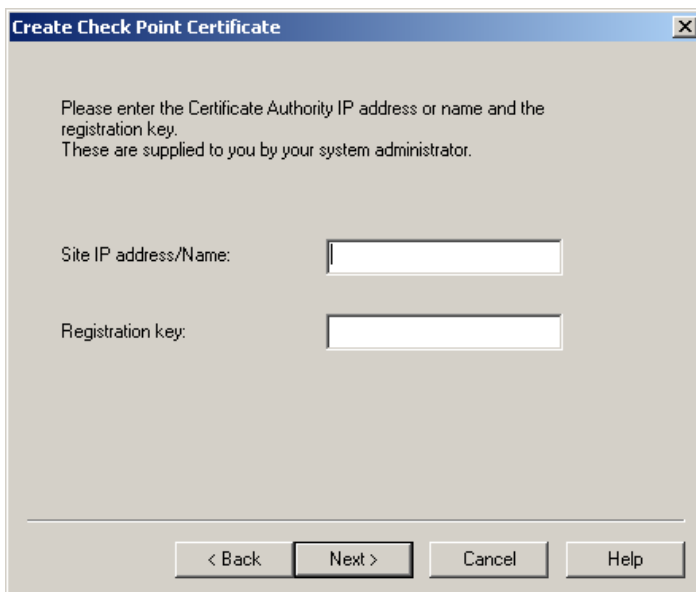 Create Check Point Certificate
Please enter the Certificate Authority IP address or name and the
registration key.
These are supplied to you by your system administrator.
Site IP address/Name:
Registration key:
< Back Next > Cancel Help